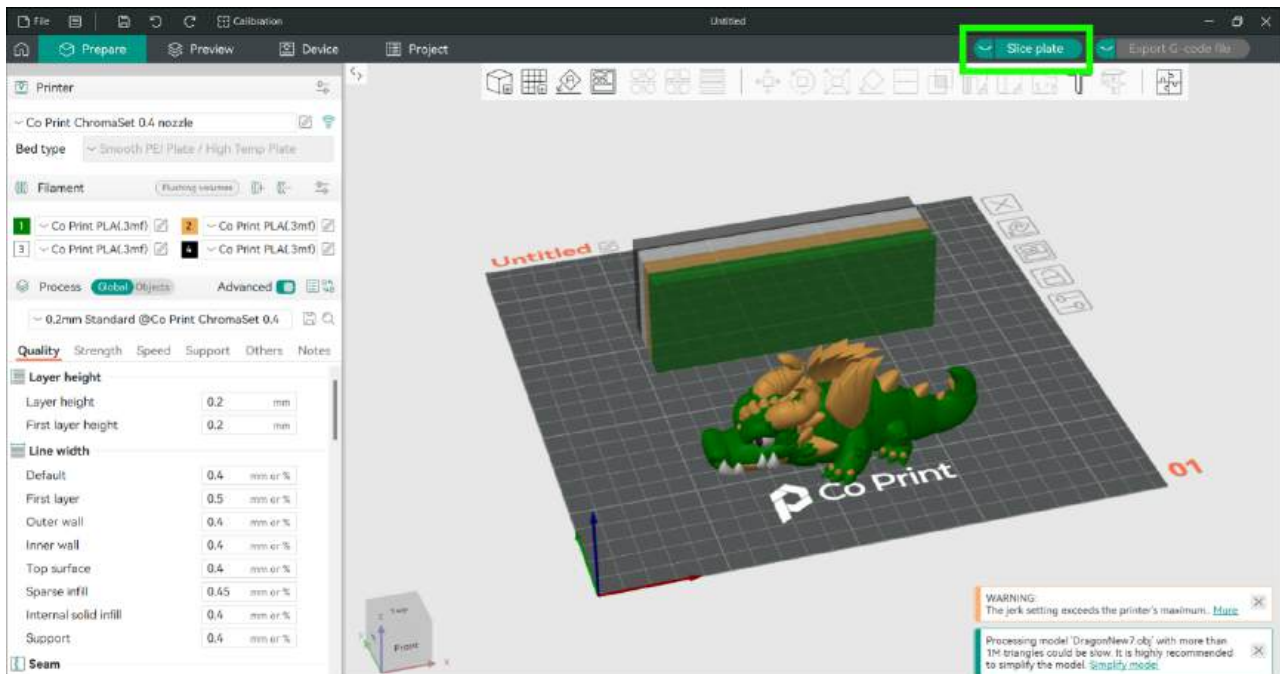 File
Calibration
Untitled
Prepare
Preview
Device
Project
Slice plate
Export G-code file
Printer
Co Print ChromaSet 0.4 nozzle
Bed type
Smooth PEI Plate / High Temp Plate
Filament
Flushing volumes
1 Co Print PLA(.3mf) 2 Co Print PLA(.3mf)
3 Co Print PLA(.3mf) 4 Co Print PLA(.3mf)
Process Global Objects Advanced
0.2mm Standard @Co Print ChromaSet 0.4
Quality Strength Speed Support Others Notes
Layer height
Layer height 0.2 mm
First layer height 0.2 mm
Line width
Default 0.4 mm or %
First layer 0.5 mm or %
Outer wall 0.4 mm or %
Inner wall 0.4 mm or %
Top surface 0.4 mm or %
Sparse infill 0.45 mm or %
Internal solid infill 0.4 mm or %
Support 0.4 mm or %
Seam
Untitled
Co Print
01
Top
Front
z
x
WARNING:
The jerk setting exceeds the printer's maximum. More
Processing model 'DragonNew7.obj' with more than
1M triangles could be slow. It is highly recommended
to simplify the model. Simplify model